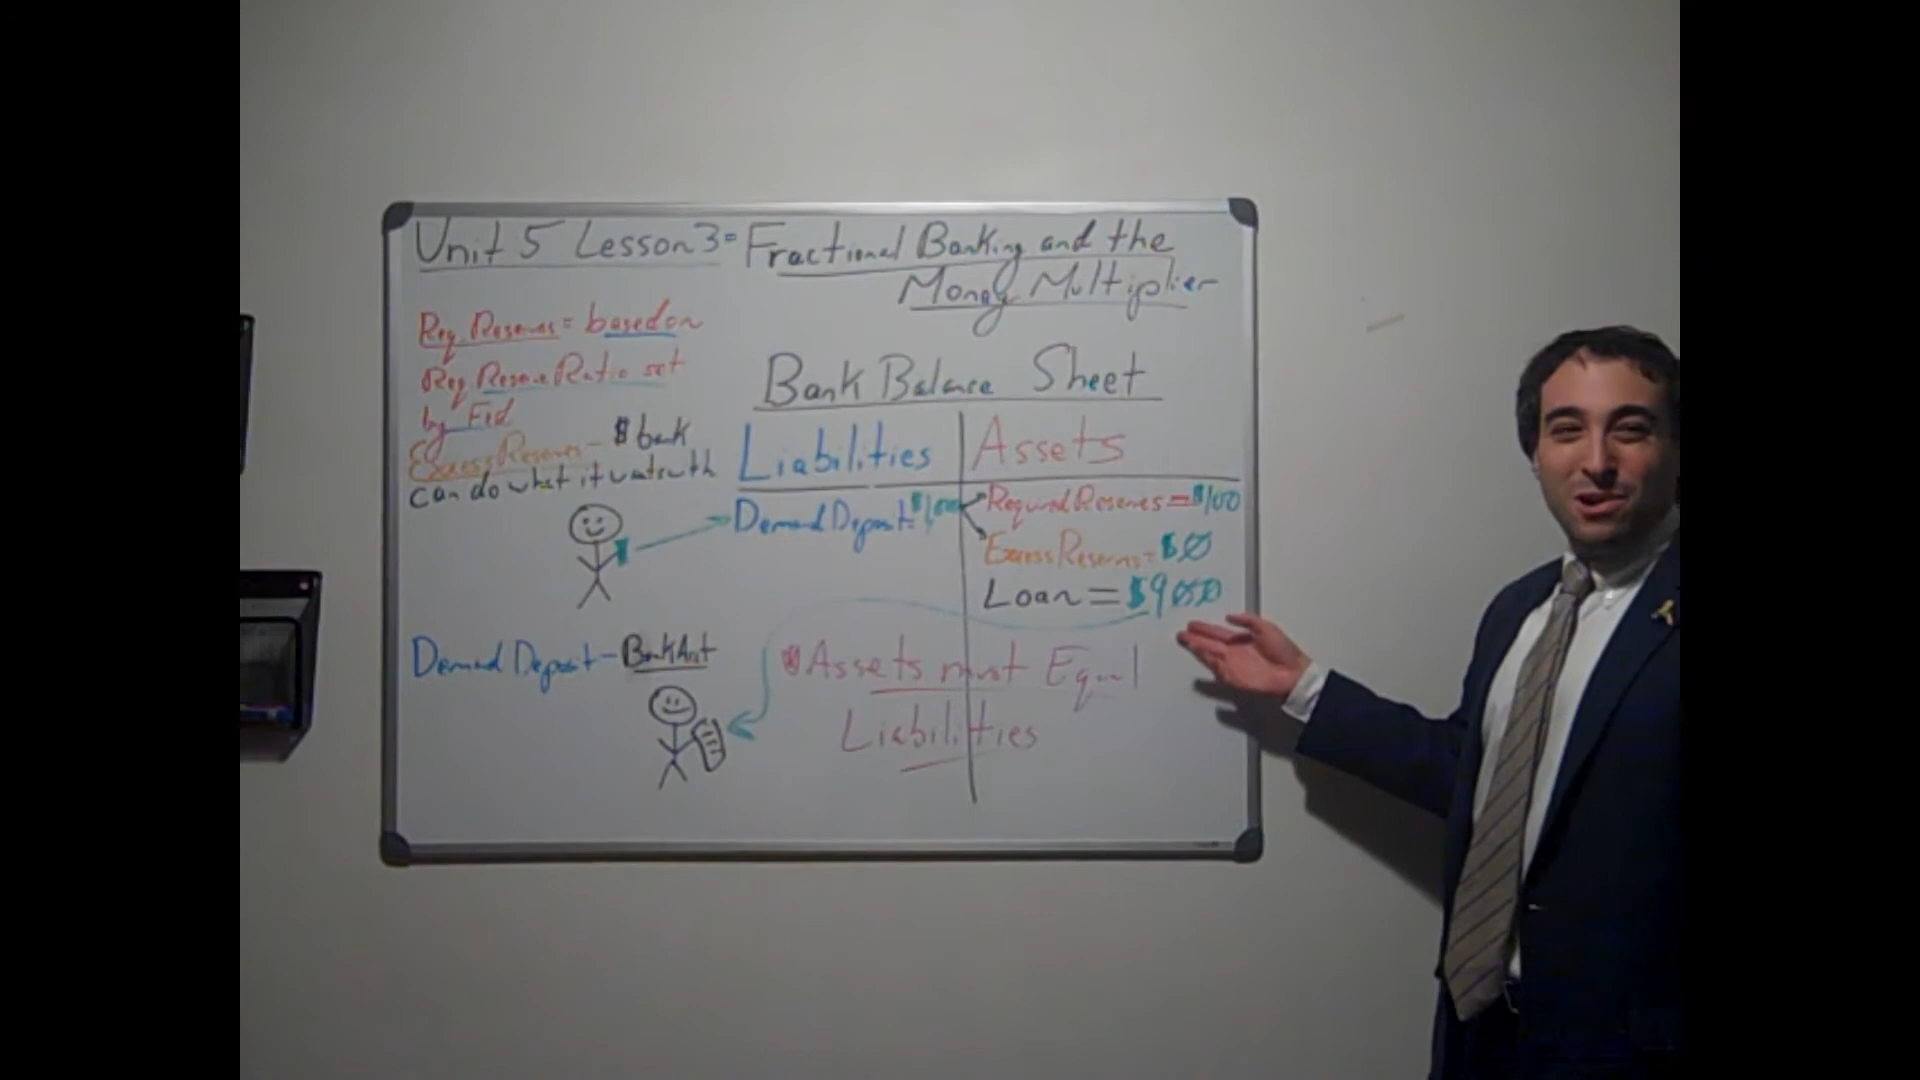 Unit 5 Lesson 3= Fractional Banking and the
Money Multiplier
Req. Reserves = based on
Req. Reserve Ratio set
by Fed
Excess Reserves - $ bank
can do what it wants with
Bank Balance Sheet
Liabilities
Assets
Demand Deposit=
Required Reserves = $100
Excess Reserves = $0
Loan = $900
Demand Deposit - Bank Acct
Assets must Equal
Liabilities